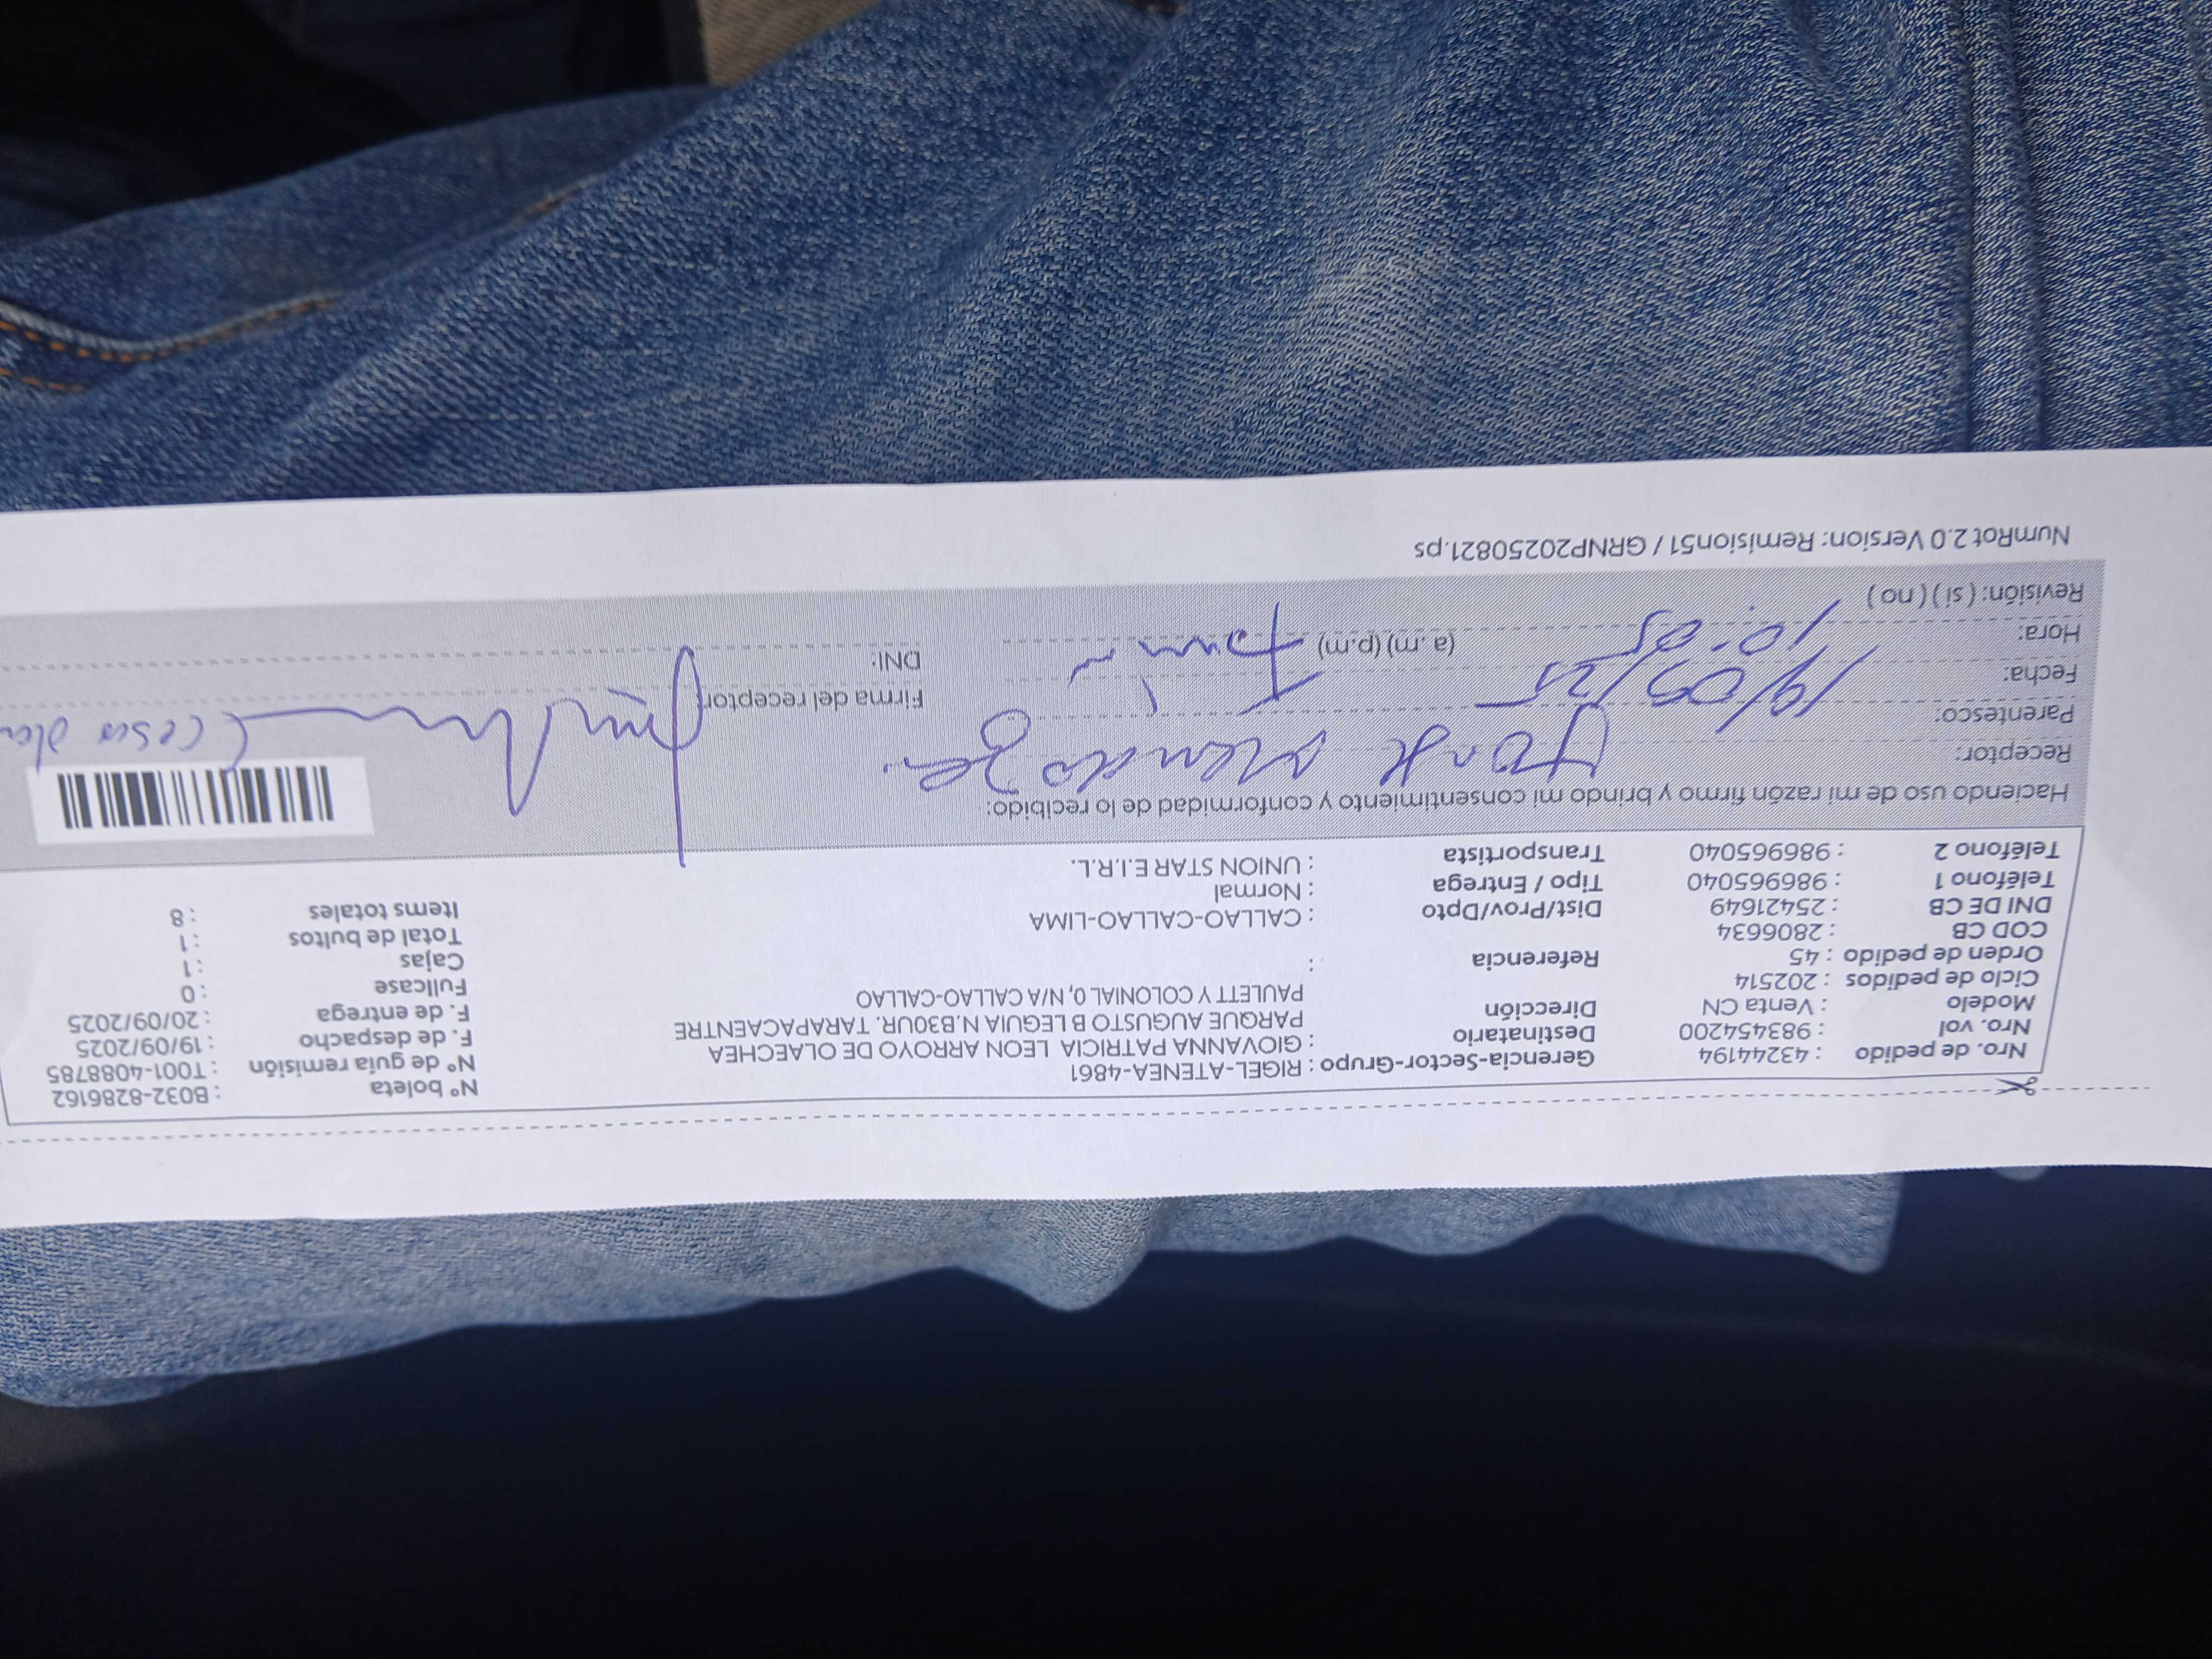 Nro. de pedido : 43244194 Gerencia-Sector-Grupo : RIGEL-ATENEA-4861 Nº boleta : B032-8286162
Nro. vol : 983454200 Destinatario : GIOVANNA PATRICIA LEON ARROYO DE OLAECHEA Nº de guía remisión : T001-4088785
Modelo : Venta CN Dirección PARQUE AUGUSTO B LEGUIA N.B30UR. TARAPACAENTRE F. de despacho : 19/09/2025
Ciclo de pedidos : 202514 PAULETT Y COLONIAL 0, N/A CALLAO-CALLAO F. de entrega : 20/09/2025
Orden de pedido : 45 Referencia : Fullcase : 0
COD CB : 2806634 Cajas : 1
DNI DE CB : 25421649 Dist/Prov/Dpto : CALLAO-CALLAO-LIMA Total de bultos : 1
Teléfono 1 : 986965040 Tipo / Entrega : Normal Items totales : 8
Teléfono 2 : 986965040 Transportista : UNION STAR E.I.R.L.
Haciendo uso de mi razón firmo y brindo mi consentimiento y conformidad de lo recibido:
Receptor: Mendoza
Parentesco:
Fecha: 19/09/25 Firma del receptor:
Hora: 10:05 (a.m) (p.m) DNI:
Revisión: ( si ) ( no )
NumRot 2.0 Version: Remision51 / GRNP20250821.ps